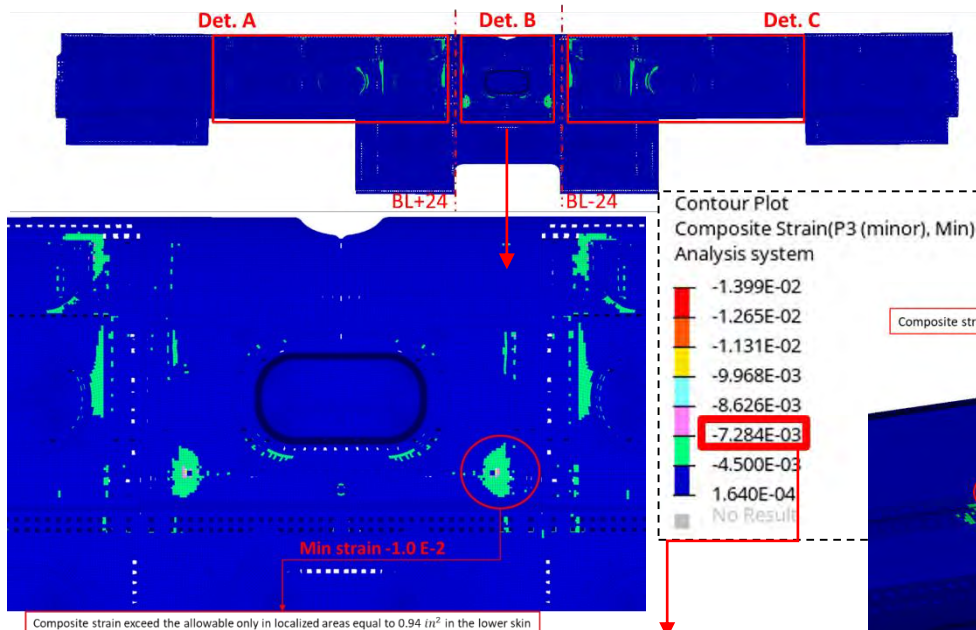 Det. A
Det. B
Det. C
BL+24
BL-24
Contour Plot
Composite Strain(P3 (minor), Min)
Analysis system
-1.399E-02
-1.265E-02
-1.131E-02
-9.968E-03
-8.626E-03
-7.284E-03
-4.500E-03
1.640E-04
No Result
Composite str
Min strain -1.0 E-2
Composite strain exceed the allowable only in localized areas equal to 0.94 in² in the lower skin